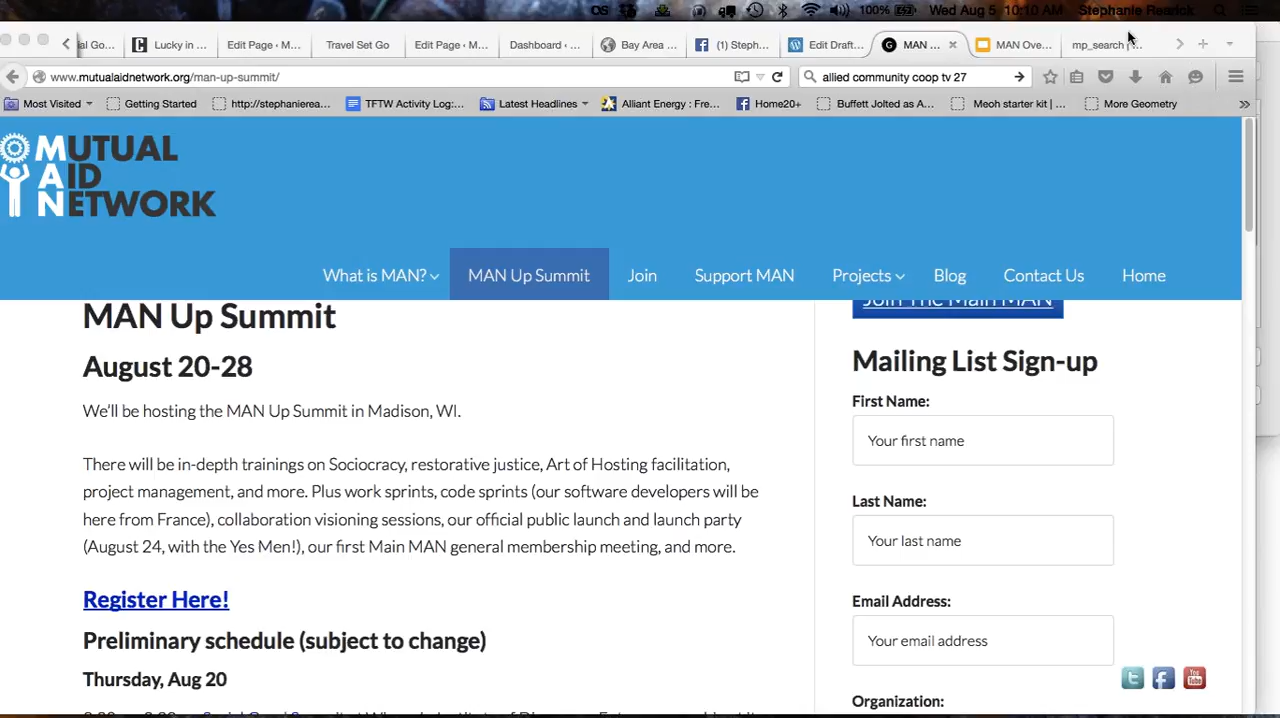 100% Wed Aug 5 10:10 AM Stephanie Rearick
ial Go... Lucky in ... Edit Page ‹ M... Travel Set Go Edit Page ‹ M... Dashboard ‹ ... Bay Area ... (1) Steph... Edit Draft... MAN ... MAN Ove... mp_search
www.mutualaidnetwork.org/man-up-summit/ allied community coop tv 27
Most Visited Getting Started http://stephanierea... TFTW Activity Log:... Latest Headlines Alliant Energy : Fre... Home20+ Buffett Jolted as A... Meoh starter kit | ... More Geometry
MUTUAL
AID
NETWORK
What is MAN? MAN Up Summit Join Support MAN Projects Blog Contact Us Home
Join The Main MAN
MAN Up Summit
August 20-28
We'll be hosting the MAN Up Summit in Madison, WI.
There will be in-depth trainings on Sociocracy, restorative justice, Art of Hosting facilitation,
project management, and more. Plus work sprints, code sprints (our software developers will be
here from France), collaboration visioning sessions, our official public launch and launch party
(August 24, with the Yes Men!), our first Main MAN general membership meeting, and more.
Register Here!
Preliminary schedule (subject to change)
Thursday, Aug 20
Mailing List Sign-up
First Name:
Your first name
Last Name:
Your last name
Email Address:
Your email address
Organization:
You
Tube